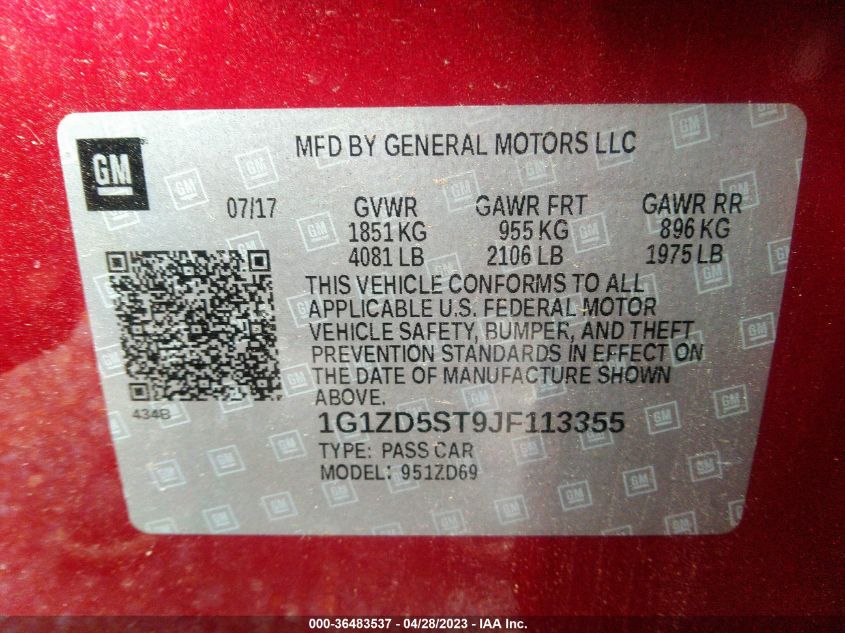 GM
MFD BY GENERAL MOTORS LLC
07/17 GVWR GAWR FRT GAWR RR
1851 KG 955 KG 896 KG
4081 LB 2106 LB 1975 LB
THIS VEHICLE CONFORMS TO ALL
APPLICABLE U.S. FEDERAL MOTOR
VEHICLE SAFETY, BUMPER, AND THEFT
PREVENTION STANDARDS IN EFFECT ON
THE DATE OF MANUFACTURE SHOWN
ABOVE.
434B
1G1ZD5ST9JF113355
TYPE: PASS CAR
MODEL: 951ZD69
000-36483537 - 04/28/2023 - IAA Inc.